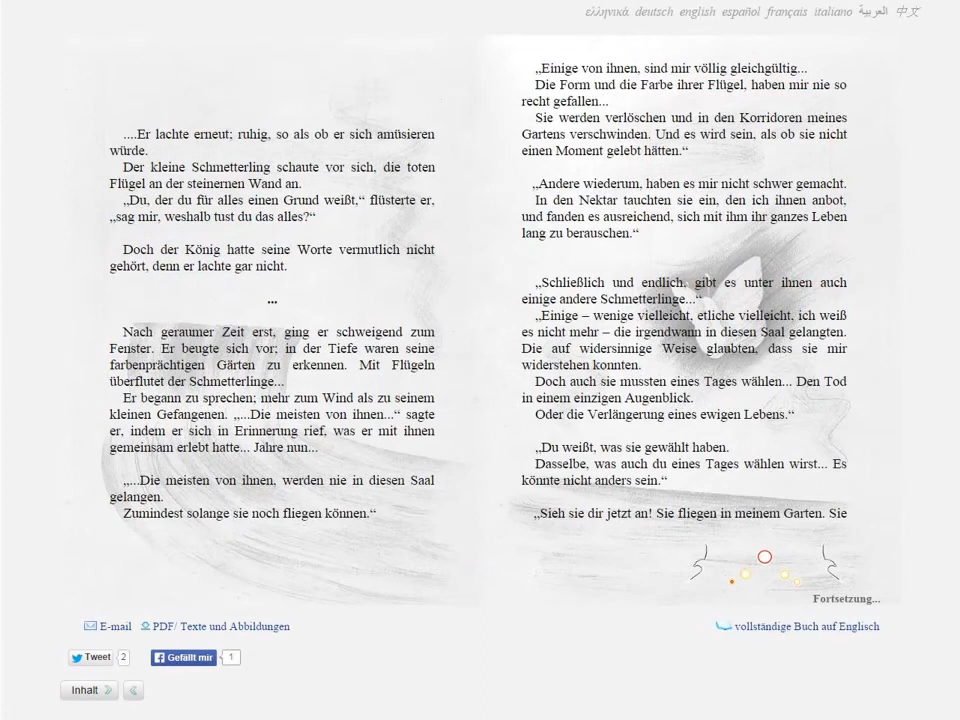 ελληνικά deutsch english español français italiano العربية 中文
....Er lachte erneut; ruhig, so als ob er sich amüsieren
würde.
Der kleine Schmetterling schaute vor sich, die toten
Flügel an der steinernen Wand an.
„Du, der du für alles einen Grund weißt,“ flüsterte er,
„sag mir, weshalb tust du das alles?“
Doch der König hatte seine Worte vermutlich nicht
gehört, denn er lachte gar nicht.
...
Nach geraumer Zeit erst, ging er schweigend zum
Fenster. Er beugte sich vor; in der Tiefe waren seine
farbenprächtigen Gärten zu erkennen. Mit Flügeln
überflutet der Schmetterlinge...
Er begann zu sprechen; mehr zum Wind als zu seinem
kleinen Gefangenen. „...Die meisten von ihnen...“ sagte
er, indem er sich in Erinnerung rief, was er mit ihnen
gemeinsam erlebt hatte... Jahre nun...
„...Die meisten von ihnen, werden nie in diesen Saal
gelangen.
Zumindest solange sie noch fliegen können.“
„Einige von ihnen, sind mir völlig gleichgültig...
Die Form und die Farbe ihrer Flügel, haben mir nie so
recht gefallen...
Sie werden verlöschen und in den Korridoren meines
Gartens verschwinden. Und es wird sein, als ob sie nicht
einen Moment gelebt hätten.“
„Andere wiederum, haben es mir nicht schwer gemacht.
In den Nektar tauchten sie ein, den ich ihnen anbot,
und fanden es ausreichend, sich mit ihm ihr ganzes Leben
lang zu berauschen.“
„Schließlich und endlich, gibt es unter ihnen auch
einige andere Schmetterlinge...“
„Einige – wenige vielleicht, etliche vielleicht, ich weiß
es nicht mehr – die irgendwann in diesen Saal gelangten.
Die auf widersinnige Weise glaubten, dass sie mir
widerstehen konnten.
Doch auch sie mussten eines Tages wählen... Den Tod
in einem einzigen Augenblick.
Oder die Verlängerung eines ewigen Lebens.“
„Du weißt, was sie gewählt haben.
Dasselbe, was auch du eines Tages wählen wirst... Es
könnte nicht anders sein.“
„Sieh sie dir jetzt an! Sie fliegen in meinem Garten. Sie
Fortsetzung...
E-mail PDF/ Texte und Abbildungen
vollständige Buch auf Englisch
Tweet 2 Gefällt mir 1
Inhalt